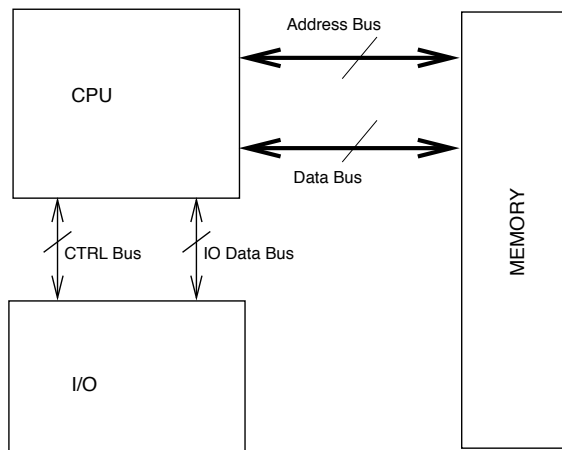 Address Bus
CPU
Data Bus
MEMORY
CTRL Bus
IO Data Bus
I/O